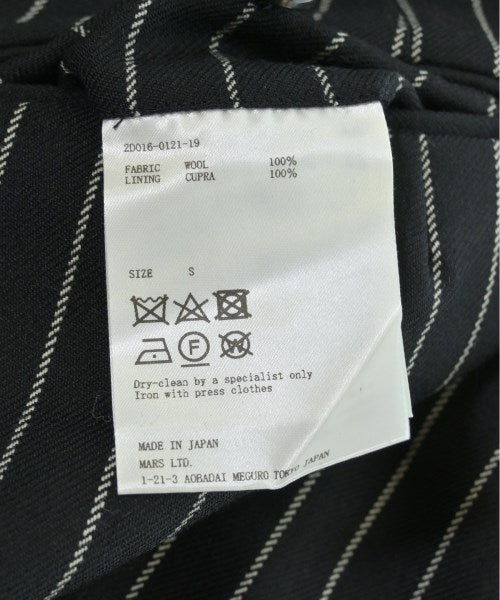 2D016-0121-19
FABRIC WOOL 100%
LINING CUPRA 100%
SIZE S
F W
Dry-clean by a specialist only
Iron with press clothes
MADE IN JAPAN
MARS LTD.
1-21-3 AOBADAI MEGURO TOKYO JAPAN